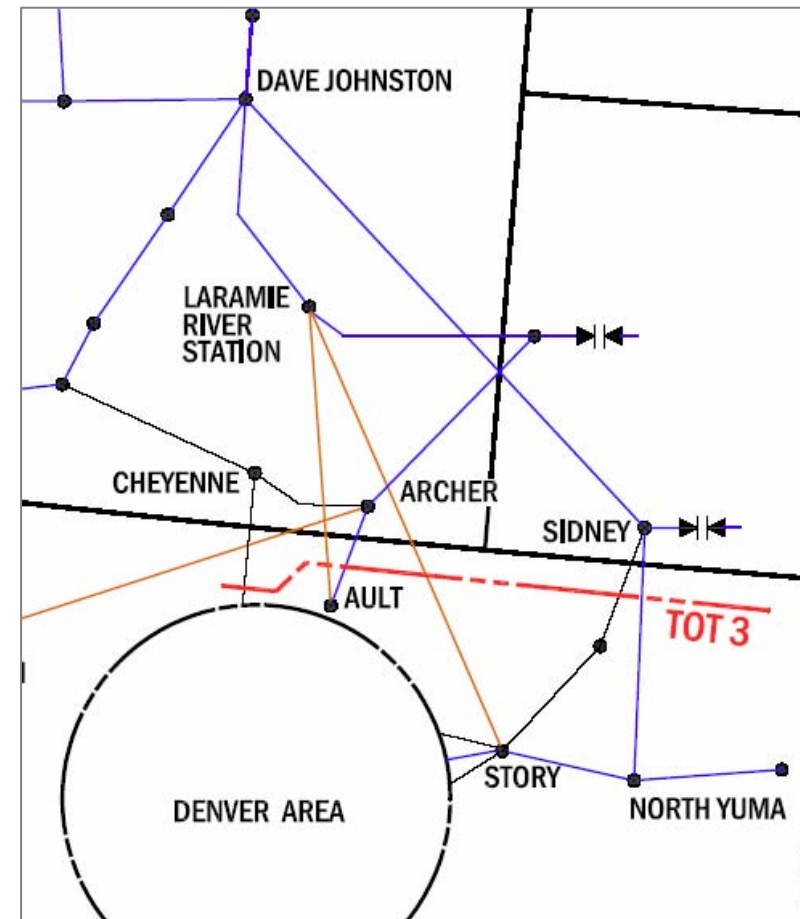 DAVE JOHNSTON
LARAMIE
RIVER
STATION
CHEYENNE
ARCHER
SIDNEY
AULT
TOT 3
STORY
NORTH YUMA
DENVER AREA